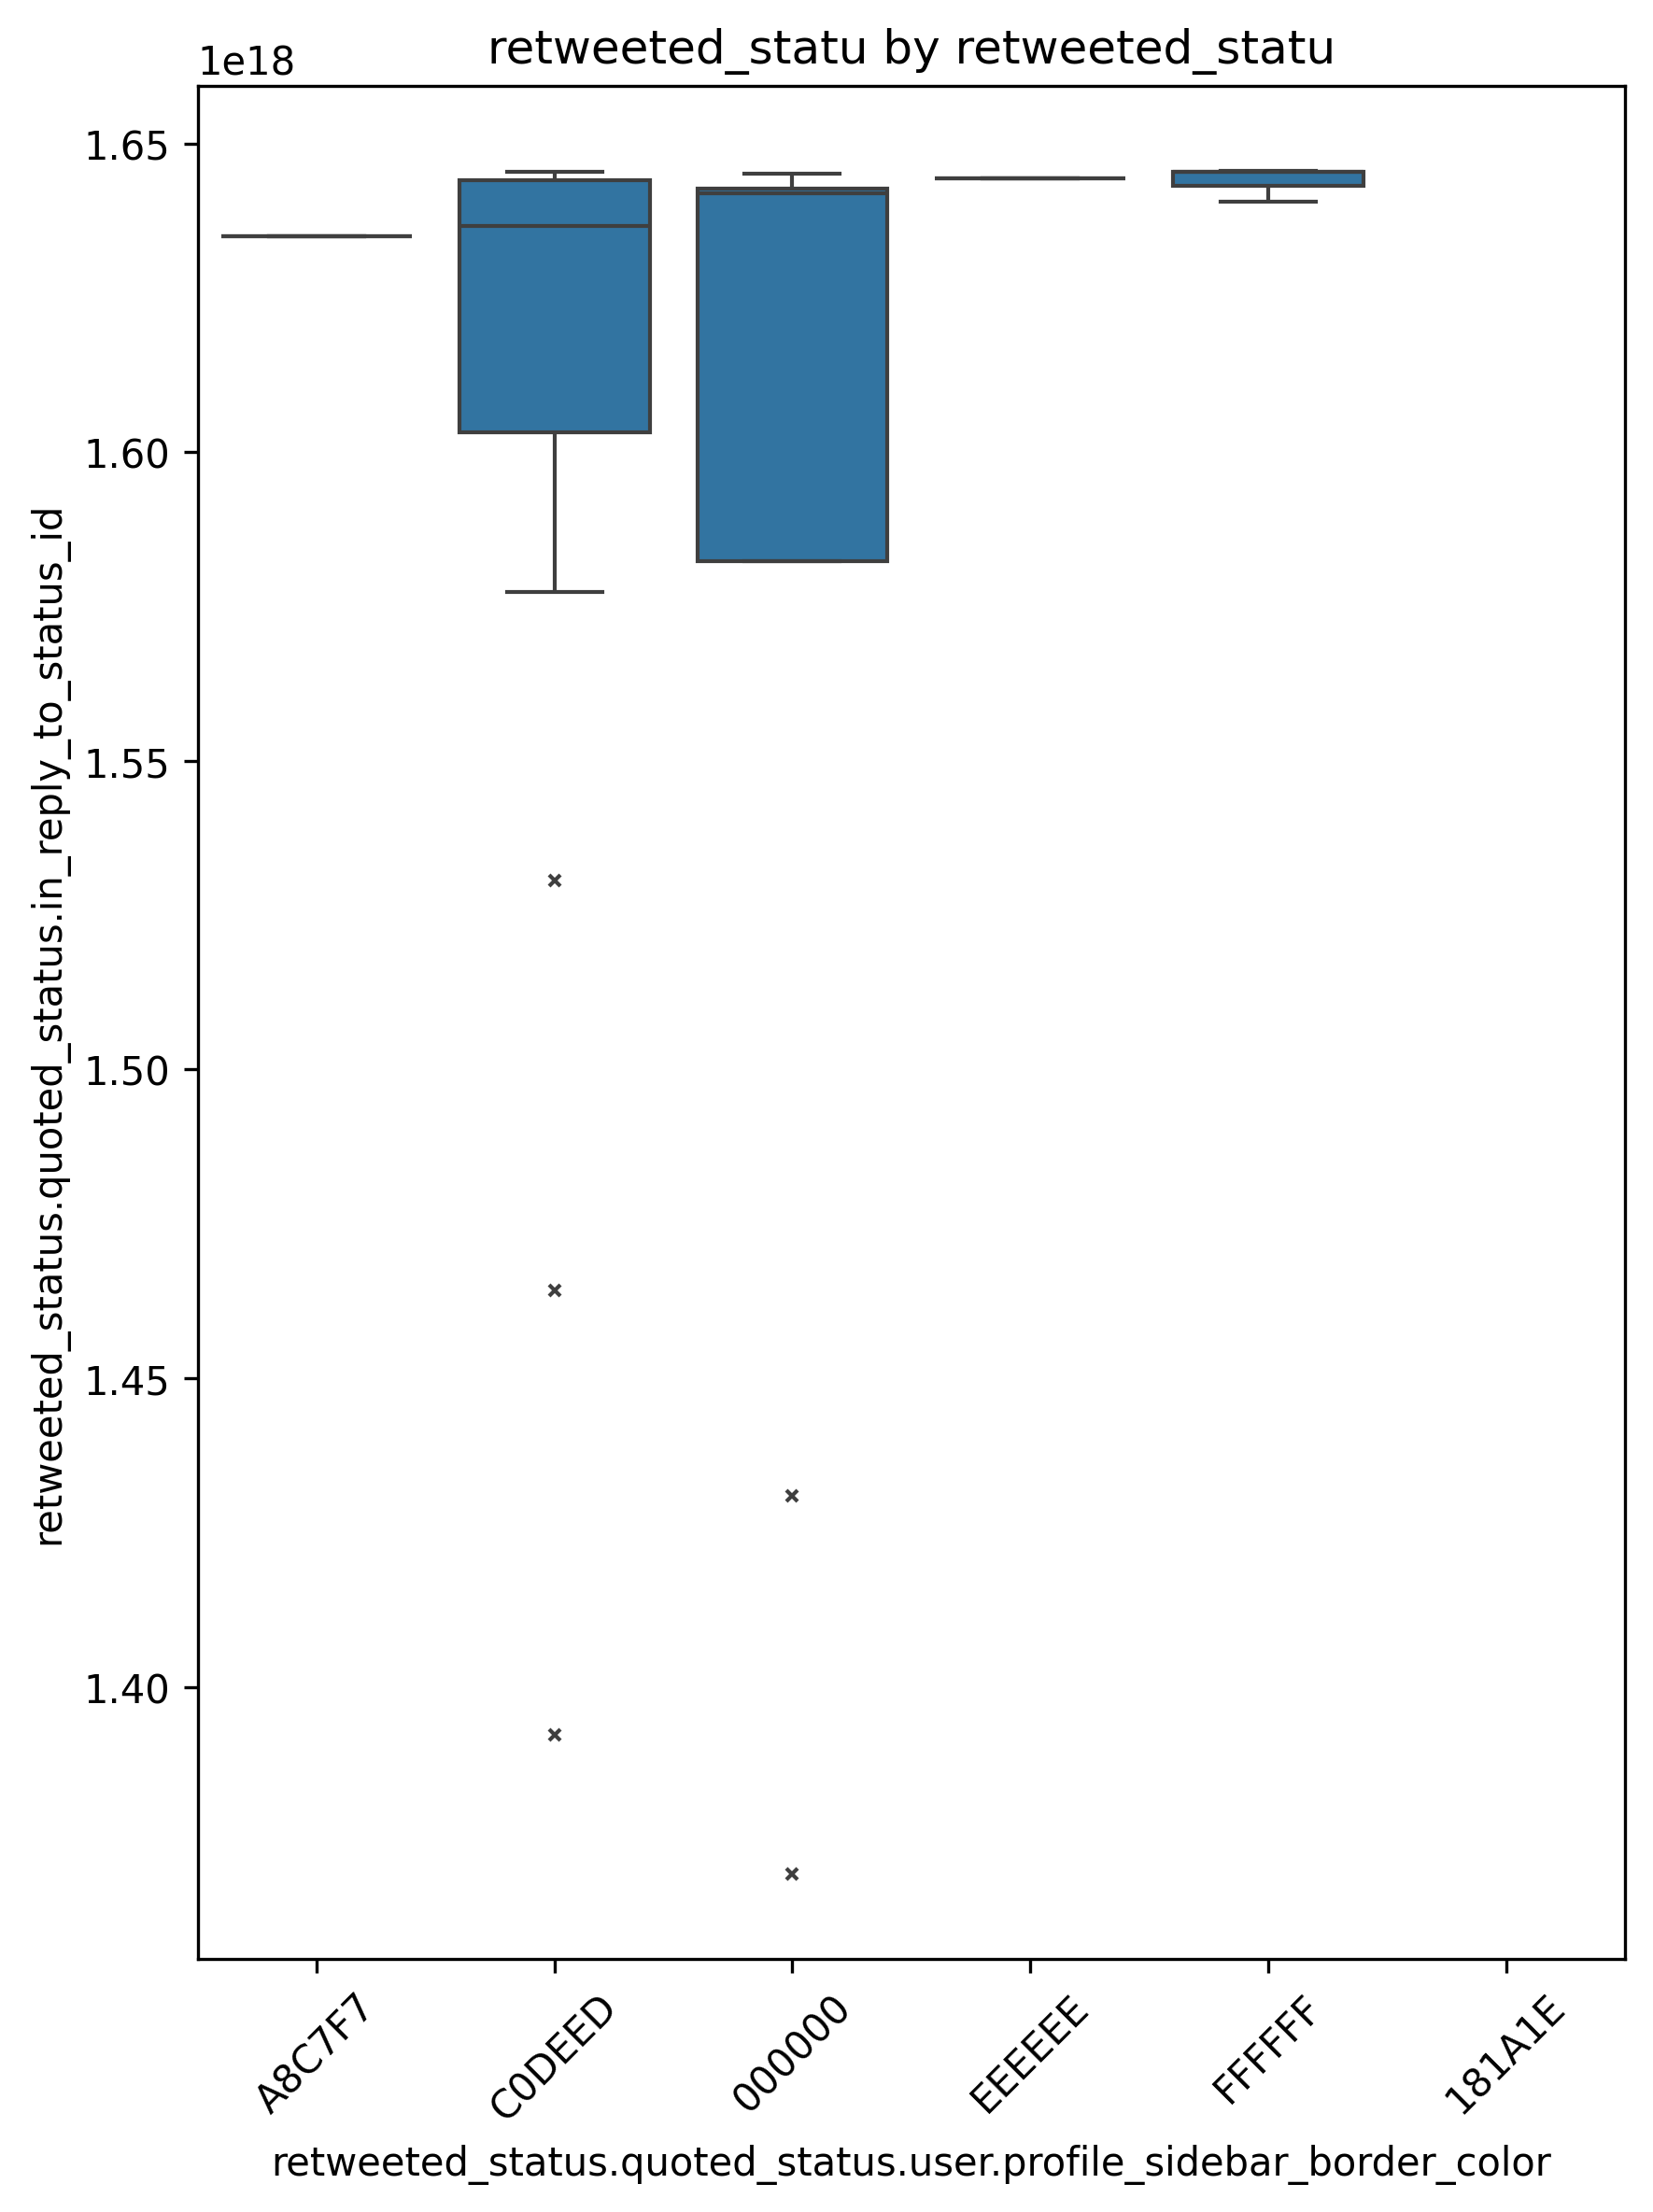 retweeted_statu by retweeted_statu
1e18
1.65
1.60
1.55
1.50
1.45
1.40
retweeted_status.quoted_status.in_reply_to_status_id
A8C7F7
C0DEED
000000
EEEEEE
FFFFFF
181A1E
retweeted_status.quoted_status.user.profile_sidebar_border_color